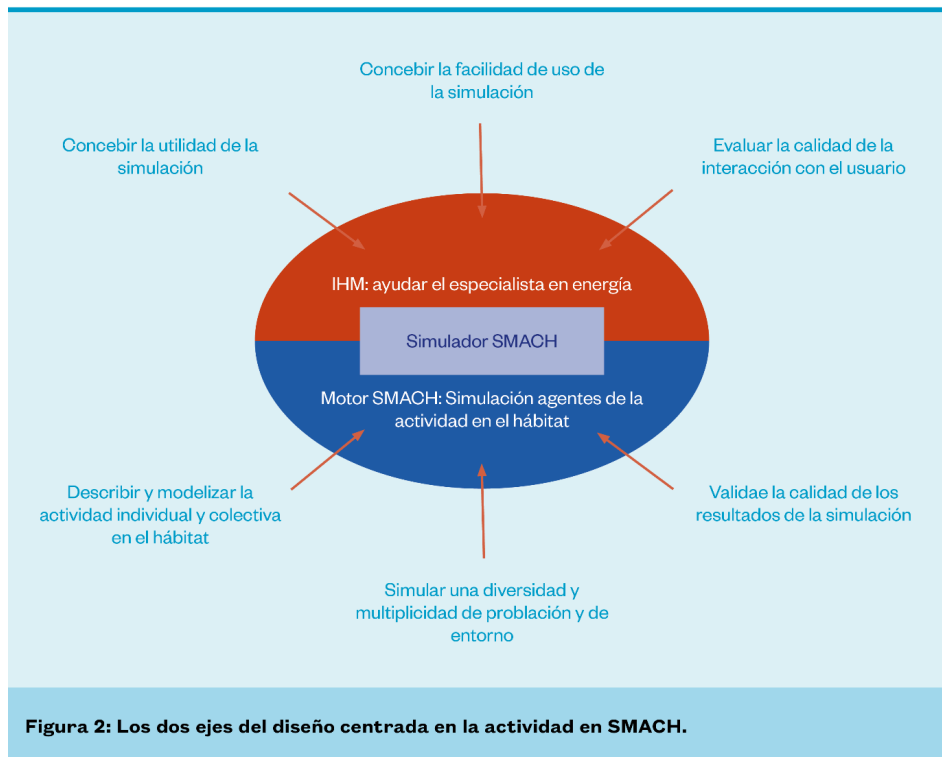 Concebir la facilidad de uso de
la simulación
Concebir la utilidad de la
simulación
Evaluar la calidad de la
interacción con el usuario
IHM: ayudar el especialista en energía
Simulador SMACH
Motor SMACH: Simulación agentes de la
actividad en el hábitat
Describir y modelizar la
actividad individual y colectiva
en el hábitat
Validae la calidad de los
resultados de la simulación
Simular una diversidad y
multiplicidad de problación y de
entorno
Figura 2: Los dos ejes del diseño centrada en la actividad en SMACH.